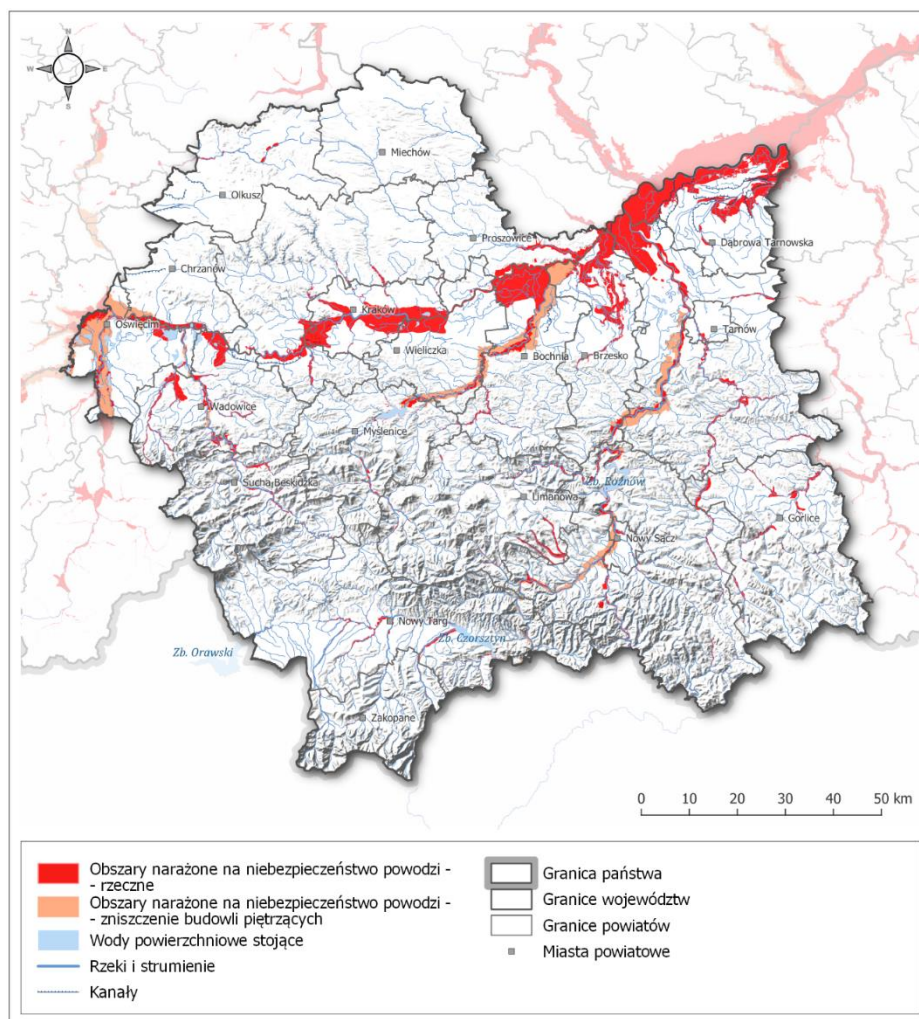 N
W
E
S
Miechów
Olkusz
Proszowice
Dąbrowa Tarnowska
Chrzanów
Kraków
Oświęcim
Tarnów
Wieliczka
Bochnia
Brzesko
Wadowice
Myślenice
Sucha Beskidzka
Zb. Rożnów
Limanowa
Gorlice
Nowy Sącz
Nowy Targ
Zb. Czorsztyn
Zb. Orawski
Zakopane
0 10 20 30 40 50 km
Obszary narażone na niebezpieczeństwo powodzi -
- rzeczne
Obszary narażone na niebezpieczeństwo powodzi -
- zniszczenie budowli piętrzących
Wody powierzchniowe stojące
Rzeki i strumienie
Kanały
Granica państwa
Granice województw
Granice powiatów
Miasta powiatowe